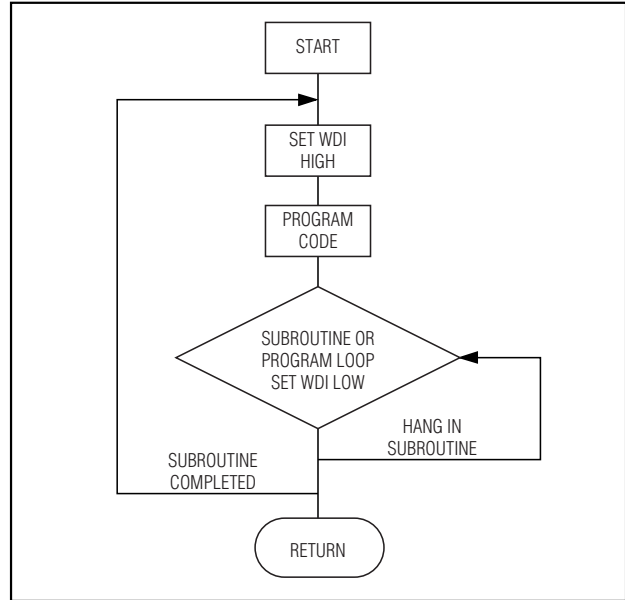 START
SET WDI
HIGH
PROGRAM
CODE
SUBROUTINE OR
PROGRAM LOOP
SET WDI LOW
HANG IN
SUBROUTINE
SUBROUTINE
COMPLETED
RETURN